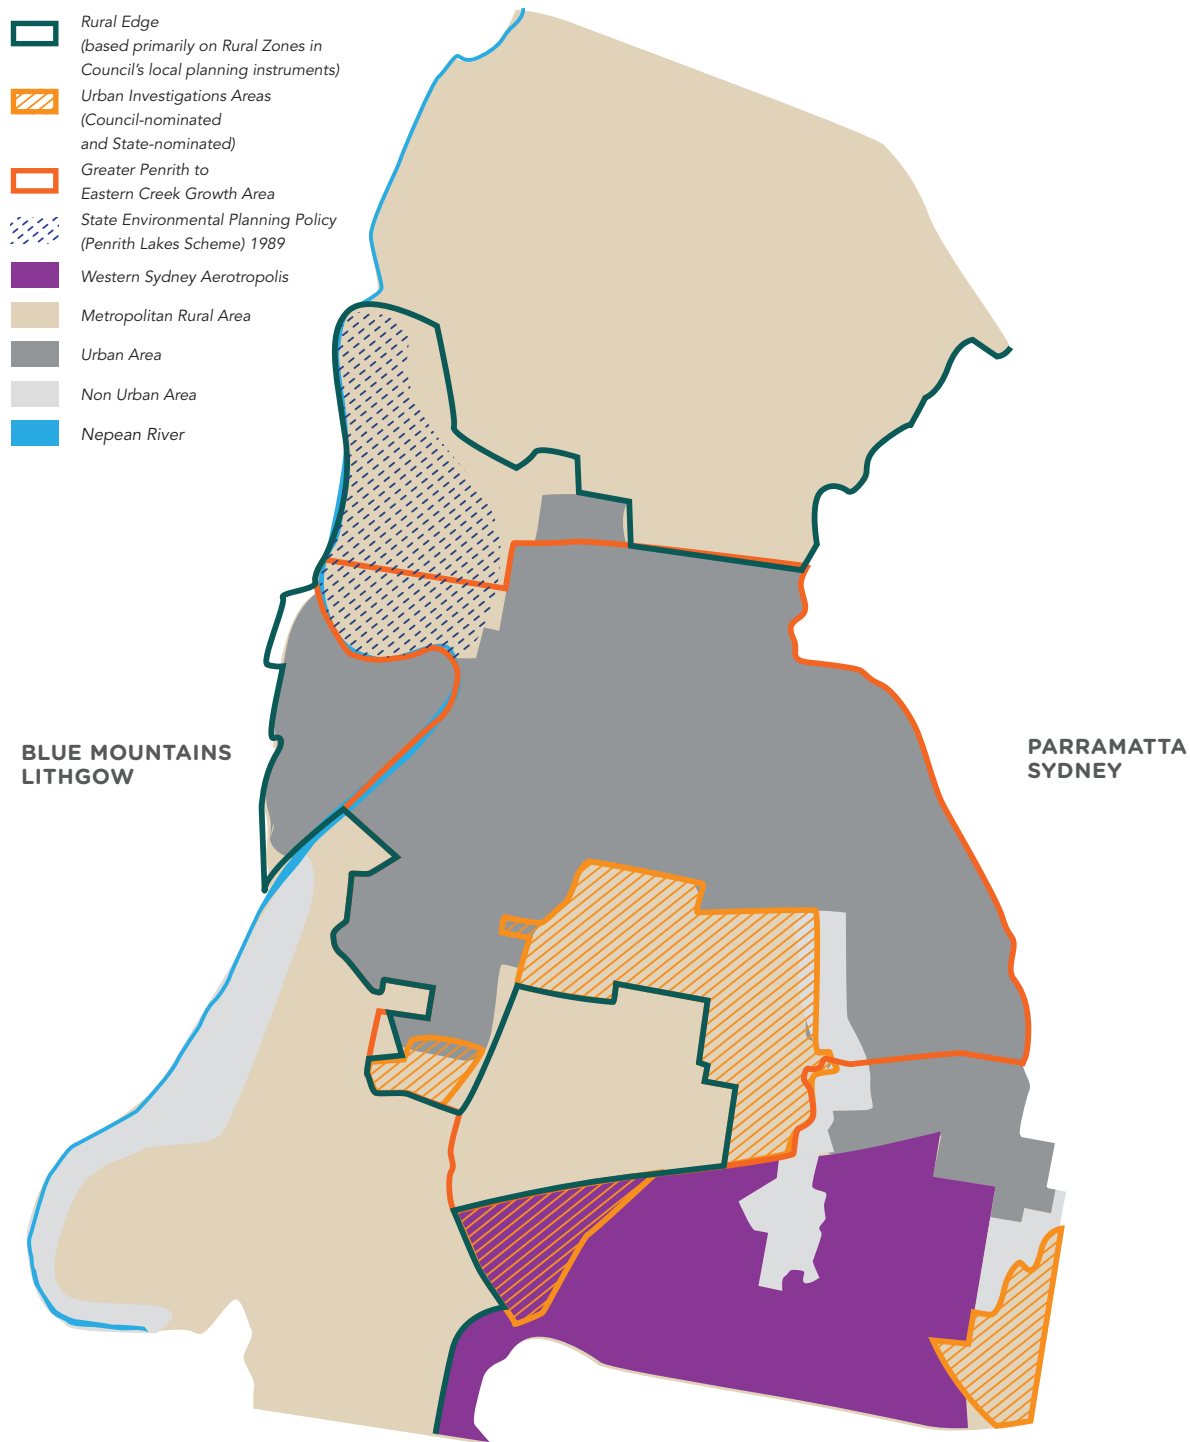 Rural Edge
(based primarily on Rural Zones in
Council's local planning instruments)
Urban Investigations Areas
(Council-nominated
and State-nominated)
Greater Penrith to
Eastern Creek Growth Area
State Environmental Planning Policy
(Penrith Lakes Scheme) 1989
Western Sydney Aerotropolis
Metropolitan Rural Area
Urban Area
Non Urban Area
Nepean River
BLUE MOUNTAINS
LITHGOW
PARRAMATTA
SYDNEY